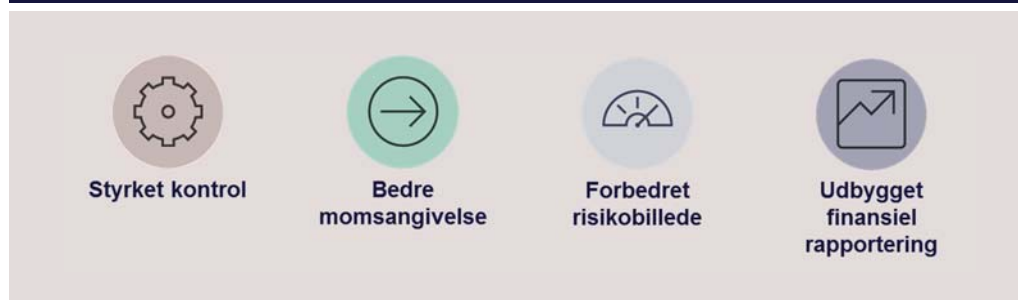 Styrket kontrol
Bedre
momsangivelse
Forbedret
risikobillede
Udbygget
finansiel
rapportering